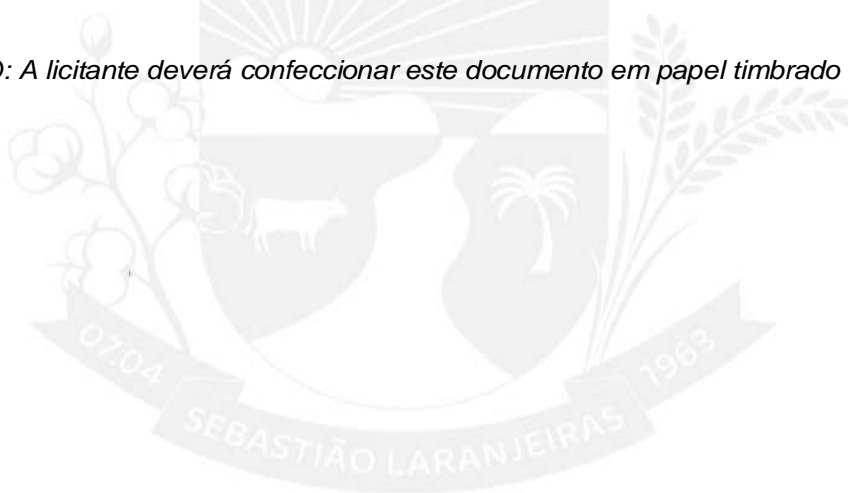 : A licitante deverá confeccionar este documento em papel timbrado
07.04
1963
SEBASTIÃO LARANJEIRAS